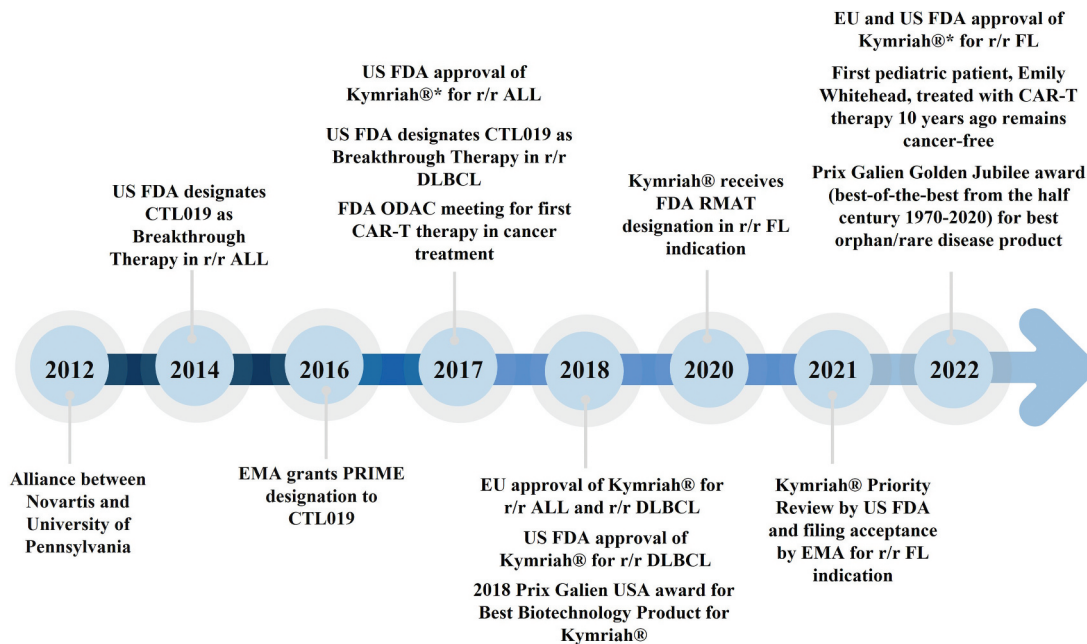 US FDA designates
CTL019 as
Breakthrough
Therapy in r/r ALL
US FDA approval of
Kymriah®* for r/r ALL
US FDA designates CTL019 as
Breakthrough Therapy in r/r
DLBCL
FDA ODAC meeting for first
CAR-T therapy in cancer
treatment
Kymriah® receives
FDA RMAT
designation in r/r FL
indication
EU and US FDA approval of
Kymriah®* for r/r FL
First pediatric patient, Emily
Whitehead, treated with CAR-T
therapy 10 years ago remains
cancer-free
Prix Galien Golden Jubilee award
(best-of-the-best from the half
century 1970-2020) for best
orphan/rare disease product
2012
2014
2016
2017
2018
2020
2021
2022
Alliance between
Novartis and
University of
Pennsylvania
EMA grants PRIME
designation to
CTL019
EU approval of Kymriah® for
r/r ALL and r/r DLBCL
US FDA approval of
Kymriah® for r/r DLBCL
2018 Prix Galien USA award for
Best Biotechnology Product for
Kymriah®
Kymriah® Priority
Review by US FDA
and filing acceptance
by EMA for r/r FL
indication